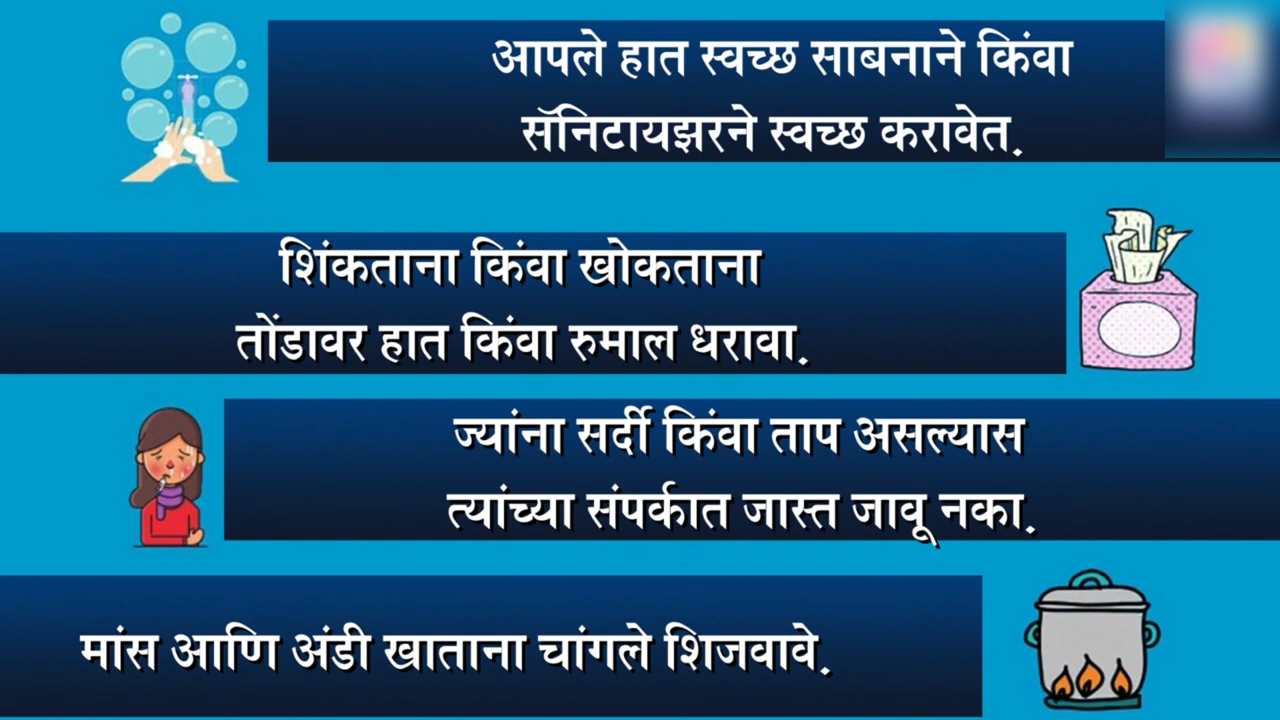 आपले हात स्वच्छ साबनाने किंवा
सॅनिटायझरने स्वच्छ करावेत.
शिंकताना किंवा खोकताना
तोंडावर हात किंवा रुमाल धरावा.
ज्यांना सर्दी किंवा ताप असल्यास
त्यांच्या संपर्कात जास्त जावू नका.
मांस आणि अंडी खाताना चांगले शिजवावे.